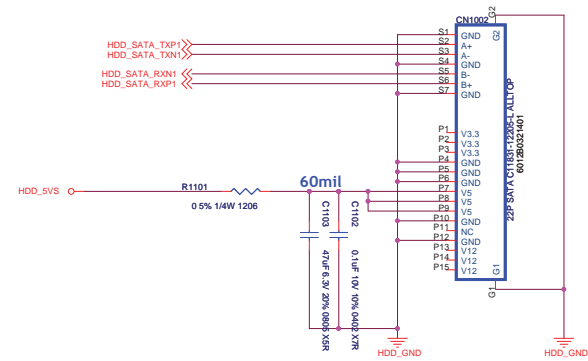 CN1002
G2
S1 GND
G2
HDD_SATA_TXP1 S2 A+
HDD_SATA_TXN1 S3 A-
S4 GND
HDD_SATA_RXN1 S5 B-
HDD_SATA_RXP1 S6 B+
S7 GND
P1 V3.3
P2 V3.3
P3 V3.3
P4 GND
P5 GND
P6 GND
60mil
HDD_5VS
R1101
0 5% 1/4W 1206
P7 V5
P8 V5
P9 V5
P10 GND
P11 NC
P12 GND
P13 V12
P14 V12
P15 V12
G1
G1
22P SATA C11831-12205-L ALLTOP
6012B0321401
C1103
47uF 6.3V 20% 0805 X5R
C1102
0.1uF 10V 10% 0402 X7R
HDD_GND
HDD_GND